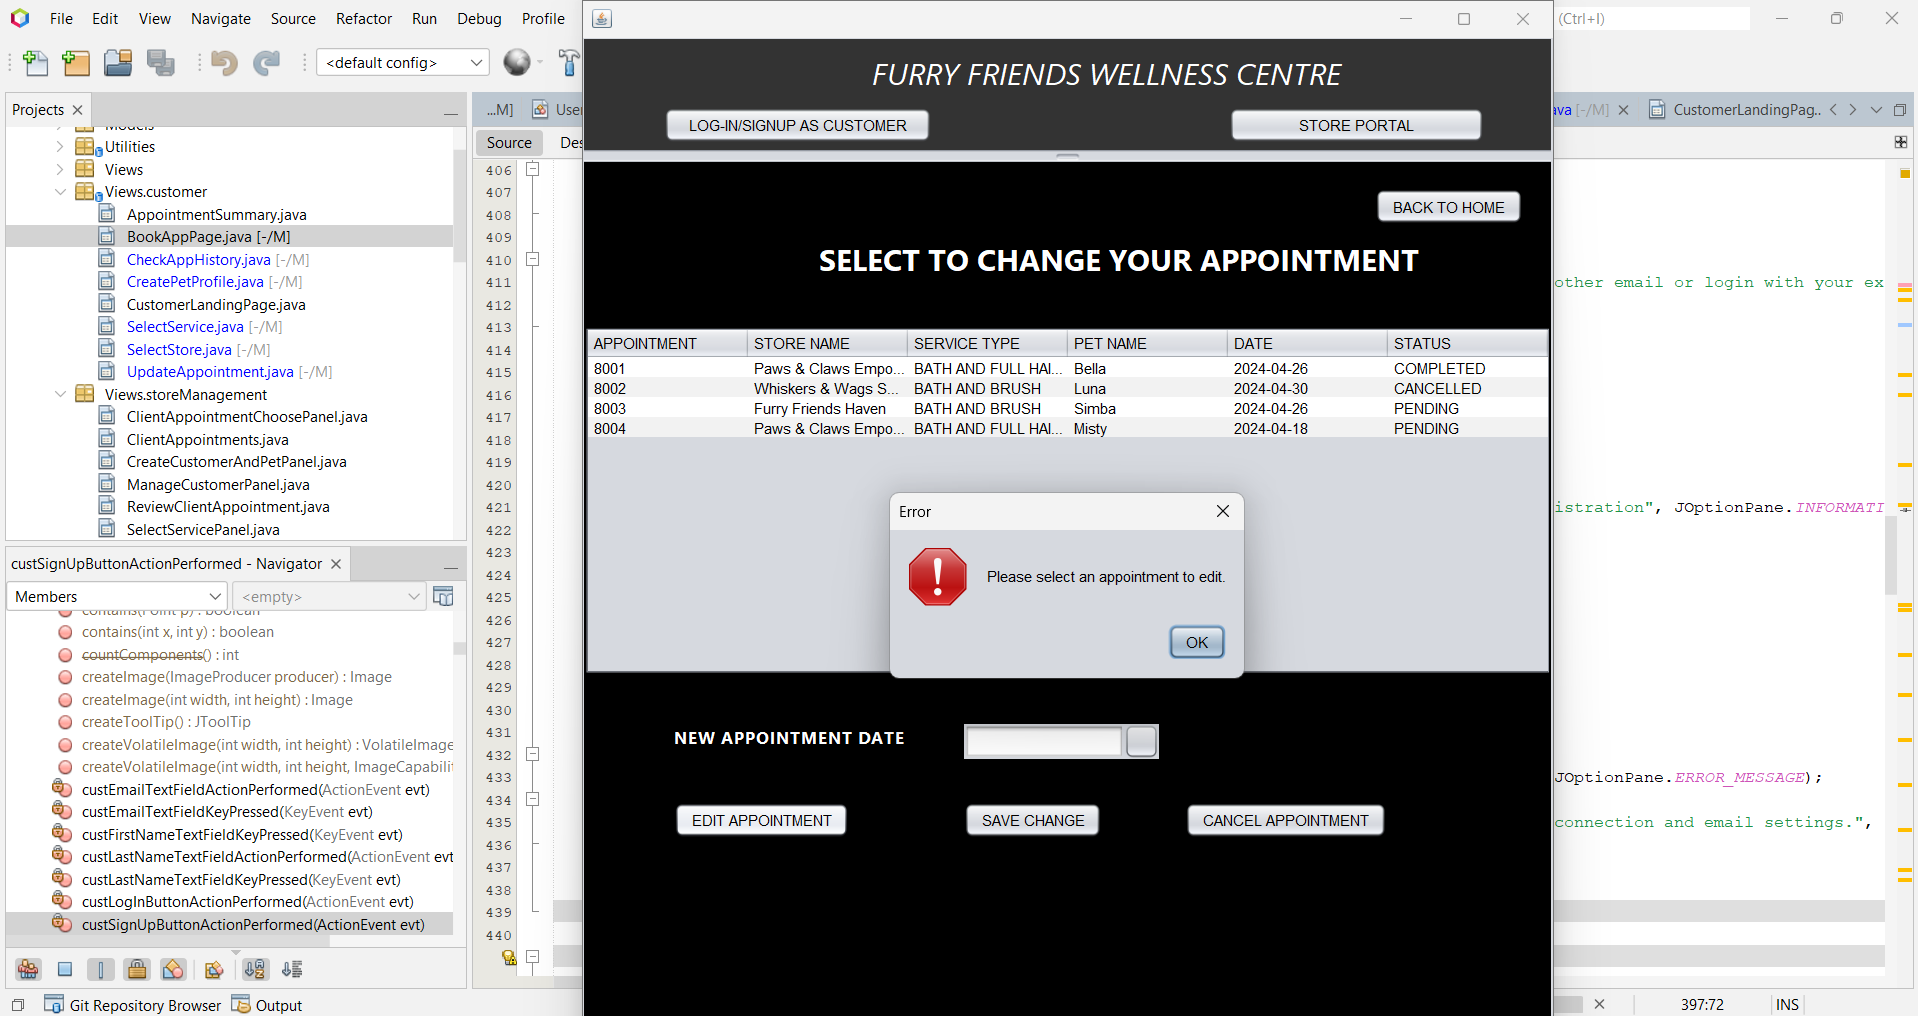 File Edit View Navigate Source Refactor Run Debug Profile
(Ctrl+I)
<default config>
Projects
Models
Utilities
Views
Views.customer
AppointmentSummary.java
BookAppPage.java [-/M]
CheckAppHistory.java [-/M]
CreatePetProfile.java [-/M]
CustomerLandingPage.java
SelectService.java [-/M]
SelectStore.java [-/M]
UpdateAppointment.java [-/M]
Views.storeManagement
ClientAppointmentChoosePanel.java
ClientAppointments.java
CreateCustomerAndPetPanel.java
ManageCustomerPanel.java
ReviewClientAppointment.java
SelectServicePanel.java
custSignUpButtonActionPerformed - Navigator
Members
<empty>
contains(Point p) : boolean
contains(int x, int y) : boolean
countComponents() : int
createImage(ImageProducer producer) : Image
createImage(int width, int height) : Image
createToolTip() : JToolTip
createVolatileImage(int width, int height) : VolatileImage
createVolatileImage(int width, int height, ImageCapabili
custEmailTextFieldActionPerformed(ActionEvent evt)
custEmailTextFieldKeyPressed(KeyEvent evt)
custFirstNameTextFieldKeyPressed(KeyEvent evt)
custLastNameTextFieldActionPerformed(ActionEvent evt
custLastNameTextFieldKeyPressed(KeyEvent evt)
custLogInButtonActionPerformed(ActionEvent evt)
custSignUpButtonActionPerformed(ActionEvent evt)
Git Repository Browser
Output
...M]
User
Source
Des
406
407
408
409
410
411
412
413
414
415
416
417
418
419
420
421
422
423
424
425
426
427
428
429
430
431
432
433
434
435
436
437
438
439
440
FURRY FRIENDS WELLNESS CENTRE
LOG-IN/SIGNUP AS CUSTOMER
STORE PORTAL
BACK TO HOME
SELECT TO CHANGE YOUR APPOINTMENT
APPOINTMENT STORE NAME SERVICE TYPE PET NAME DATE STATUS
8001 Paws & Claws Empo... BATH AND FULL HAI... Bella 2024-04-26 COMPLETED
8002 Whiskers & Wags S... BATH AND BRUSH Luna 2024-04-30 CANCELLED
8003 Furry Friends Haven BATH AND BRUSH Simba 2024-04-26 PENDING
8004 Paws & Claws Empo... BATH AND FULL HAI... Misty 2024-04-18 PENDING
Error
Please select an appointment to edit.
OK
NEW APPOINTMENT DATE
EDIT APPOINTMENT
SAVE CHANGE
CANCEL APPOINTMENT
ava [-/M]
CustomerLandingPag..
other email or login with your ex
istration", JOptionPane.INFORMATI
JOptionPane.ERROR_MESSAGE);
connection and email settings.",
397:72
INS